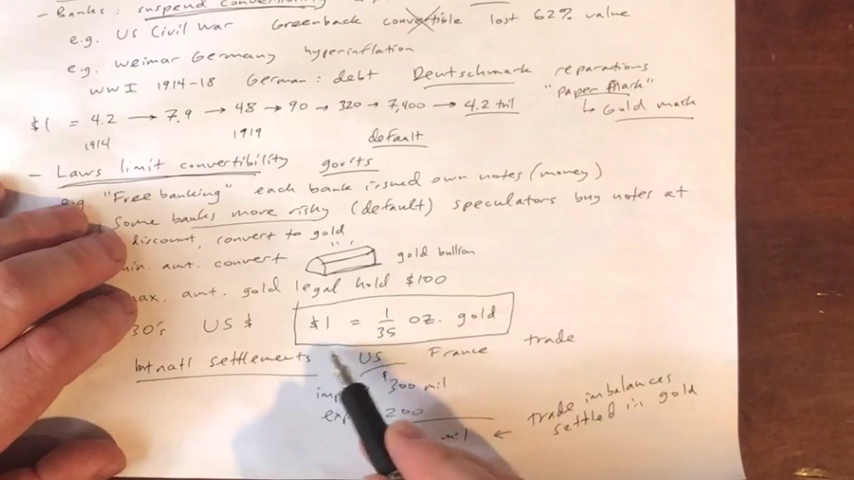 - Banks: suspend convertibility
e.g. US Civil War Greenback convertible lost 62% value
e.g. Weimar Germany hyperinflation
WWI 1914-18 German: debt Deutschmark reparations
"paper Mark"
↳ Gold mark
$1 = 4.2 → 7.9 → 48 → 90 → 320 → 7,400 → 4.2 tril
1914 1919
default
- Laws limit convertibility gov'ts
e.g. "Free banking" each bank issued own notes (money)
Some banks more risky (default) speculators buy notes at
discount, convert to gold
min. amt. convert gold bullion
max. amt. gold legal hold $100
30's US $ $1 = 1/35 oz. gold
Int'natl settlements US France trade
$300 mil
200
mil ← trade imbalances
settled in gold